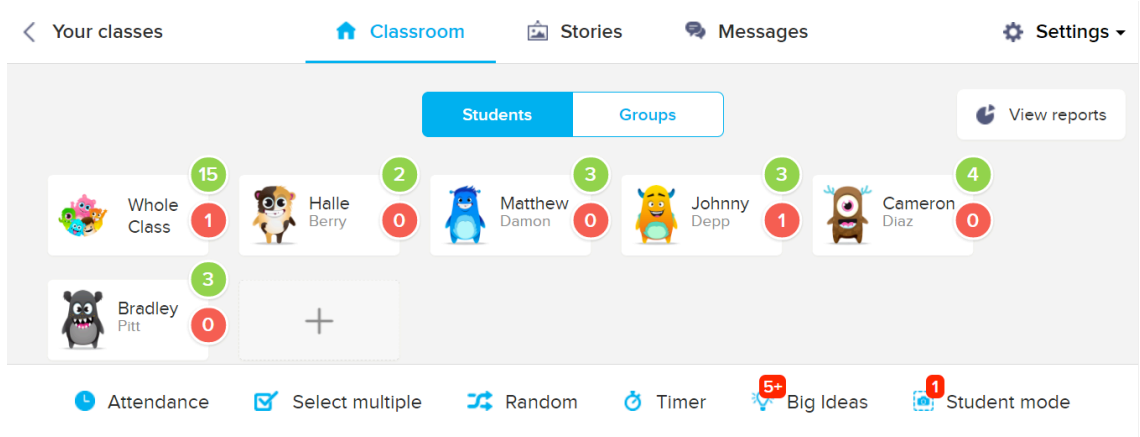 Your classes
Classroom
Stories
Messages
Settings
Students
Groups
View reports
15
Whole
Class
1
2
Halle
Berry
0
3
Matthew
Damon
0
3
Johnny
Depp
1
4
Cameron
Diaz
0
3
Bradley
Pitt
0
Attendance
Select multiple
Random
Timer
5+
Big Ideas
1
Student mode